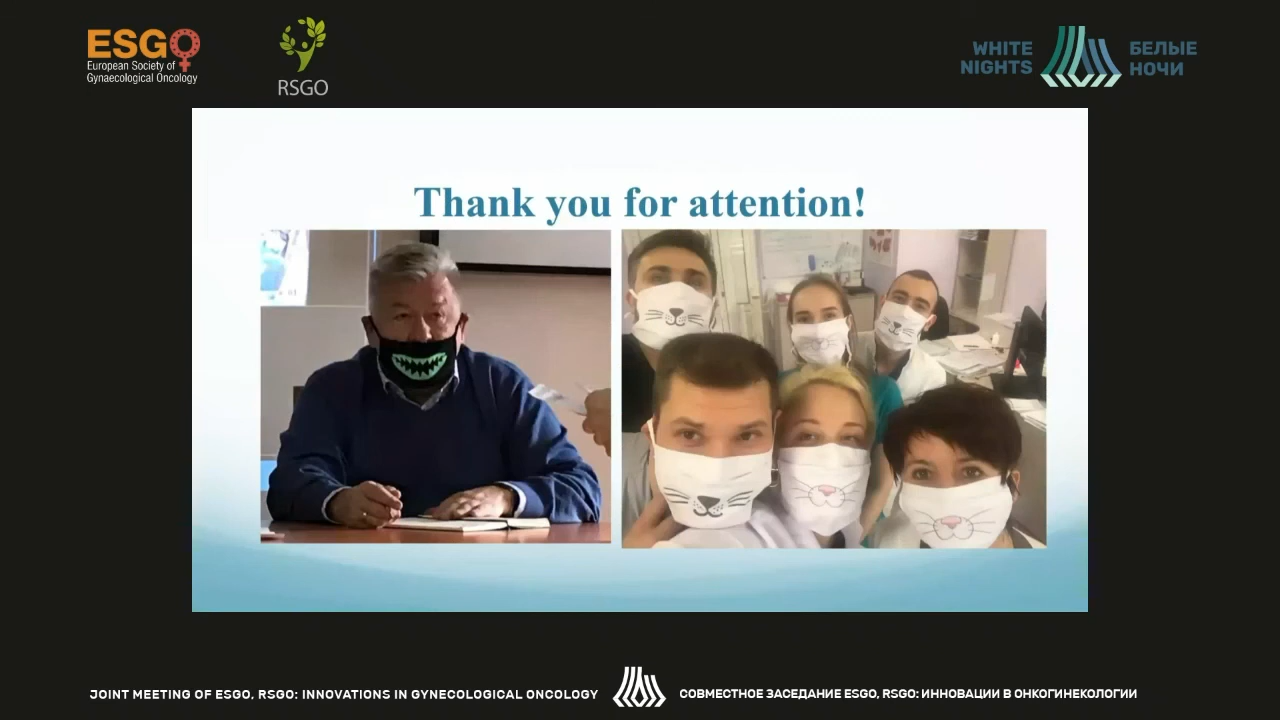 ESGO
European Society of
Gynaecological Oncology
RSGO
WHITE
NIGHTS
БЕЛЫЕ
НОЧИ
Thank you for attention!
JOINT MEETING OF ESGO, RSGO: INNOVATIONS IN GYNECOLOGICAL ONCOLOGY
СОВМЕСТНОЕ ЗАСЕДАНИЕ ESGO, RSGO: ИННОВАЦИИ В ОНКОГИНЕКОЛОГИИ